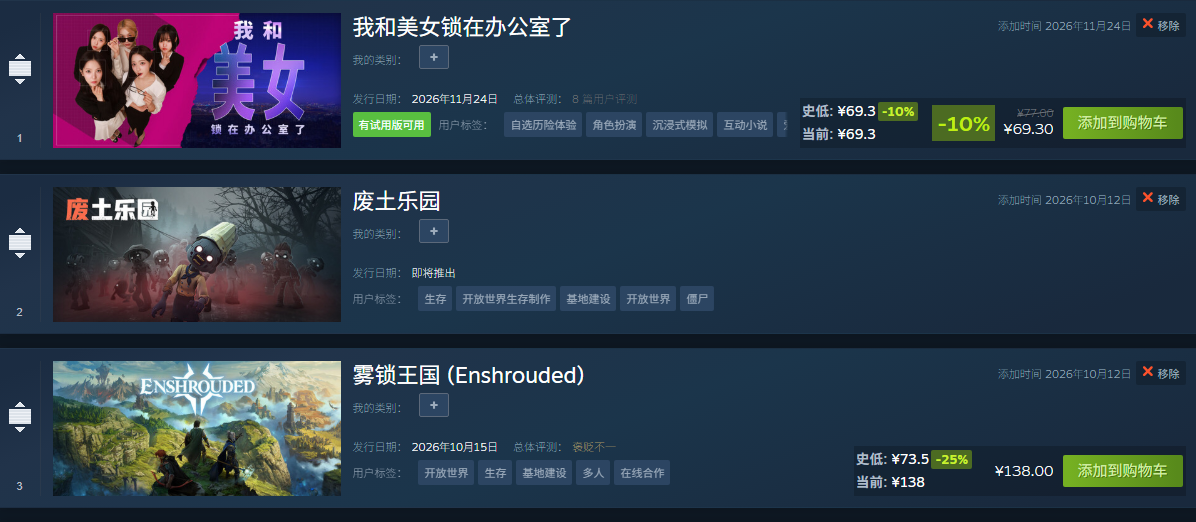 我和
美女
锁在办公室了
我和美女锁在办公室了
添加时间 2026年11月24日
移除
我的类别：
+
发行日期： 2026年11月24日 总体评测： 8 篇用户评测
有试用版可用 用户标签： 自选历险体验 角色扮演 沉浸式模拟 互动小说
史低: ¥69.3 -10%
当前: ¥69.3
-10%
¥77.00
¥69.30
添加到购物车
1
废土乐园
废土乐园
添加时间 2026年10月12日
移除
我的类别：
+
发行日期： 即将推出
用户标签： 生存 开放世界生存制作 基地建设 开放世界 僵尸
2
ENSHROUDED
雾锁王国 (Enshrouded)
添加时间 2026年10月12日
移除
我的类别：
+
发行日期： 2026年10月15日 总体评测： 褒贬不一
用户标签： 开放世界 生存 基地建设 多人 在线合作
史低: ¥73.5 -25%
当前: ¥138
¥138.00
添加到购物车
3